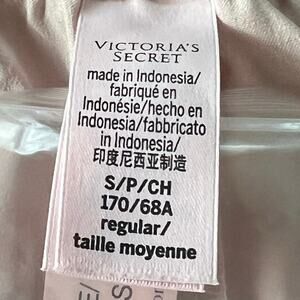 VICTORIA'S
SECRET
made in Indonesia/
fabriqué en
Indonésie/hecho en
Indonesia/fabbricato
in Indonesia/
印度尼西亚制造
S/P/CH
170/68A
regular/
taille moyenne